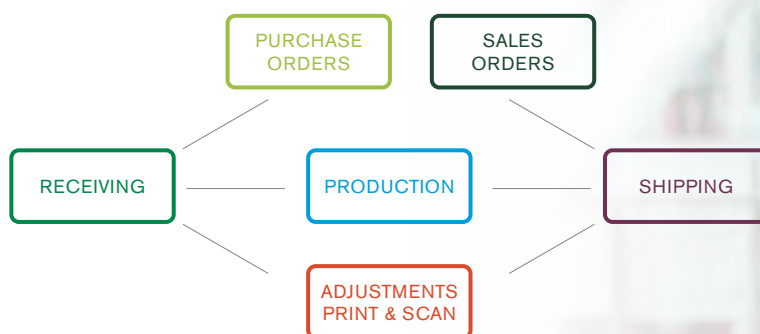 PURCHASE
ORDERS
SALES
ORDERS
RECEIVING
PRODUCTION
SHIPPING
ADJUSTMENTS
PRINT & SCAN